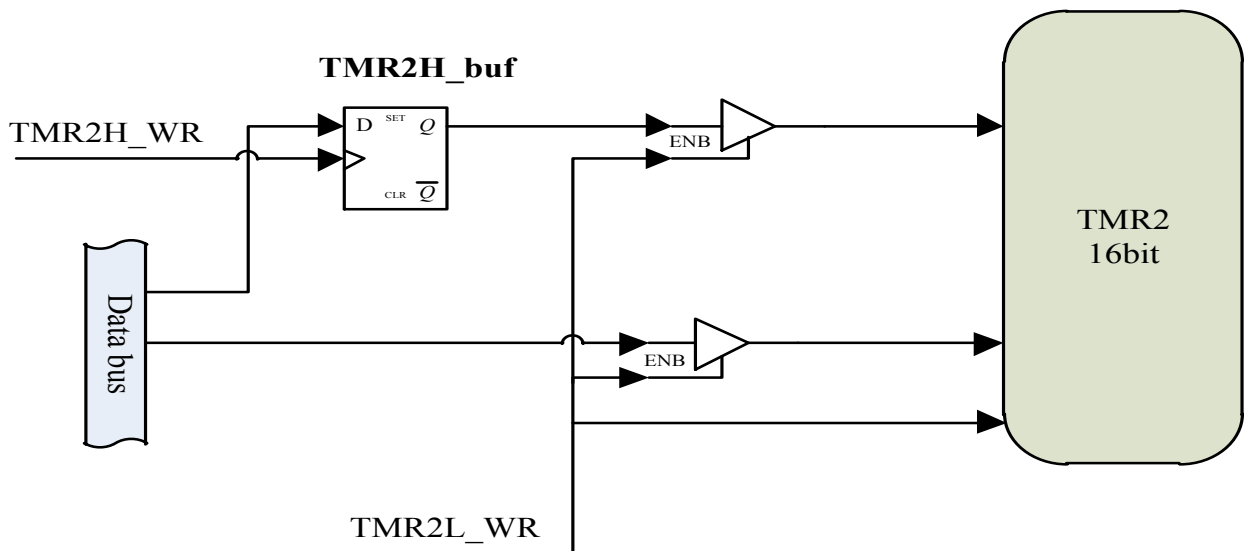 TMR2H_buf
TMR2H_WR
D SET Q
CLR Q
ENB
TMR2
16bit
Data bus
ENB
TMR2L_WR